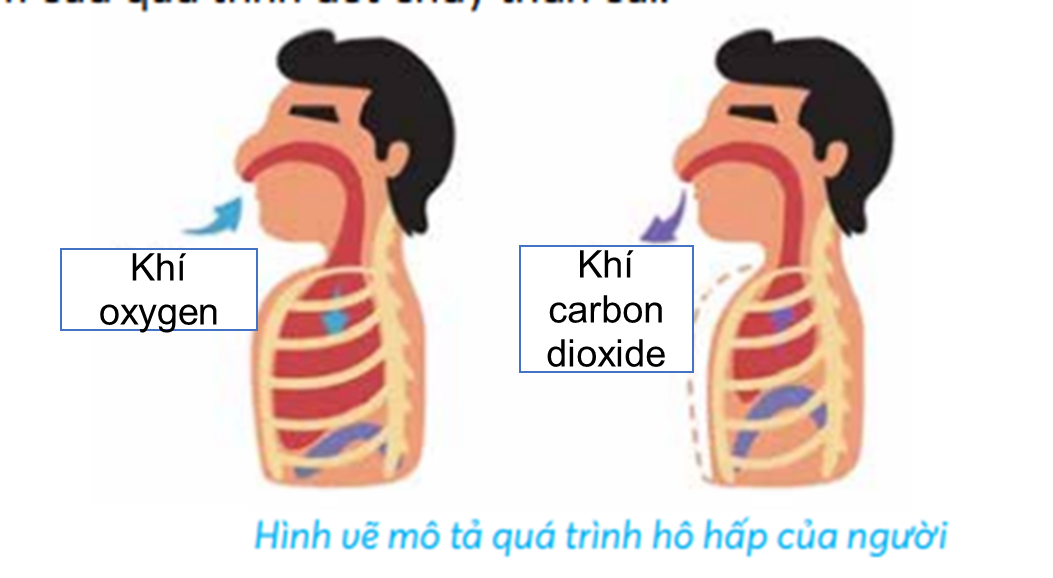 Khí
oxygen
Khí
carbon
dioxide
Hình vẽ mô tả quá trình hô hấp của người